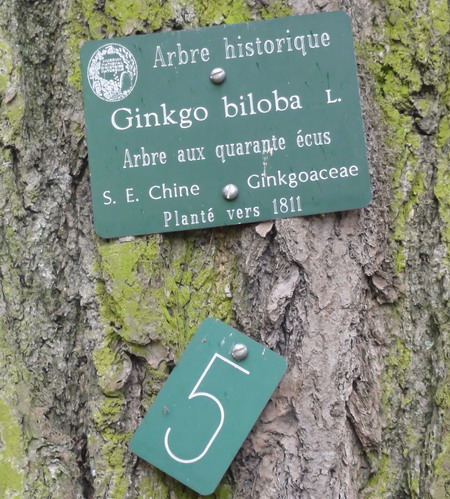 Arbre historique
Ginkgo biloba L.
Arbre aux quarante écus
S. E. Chine Ginkgoaceae
Planté vers 1811
5